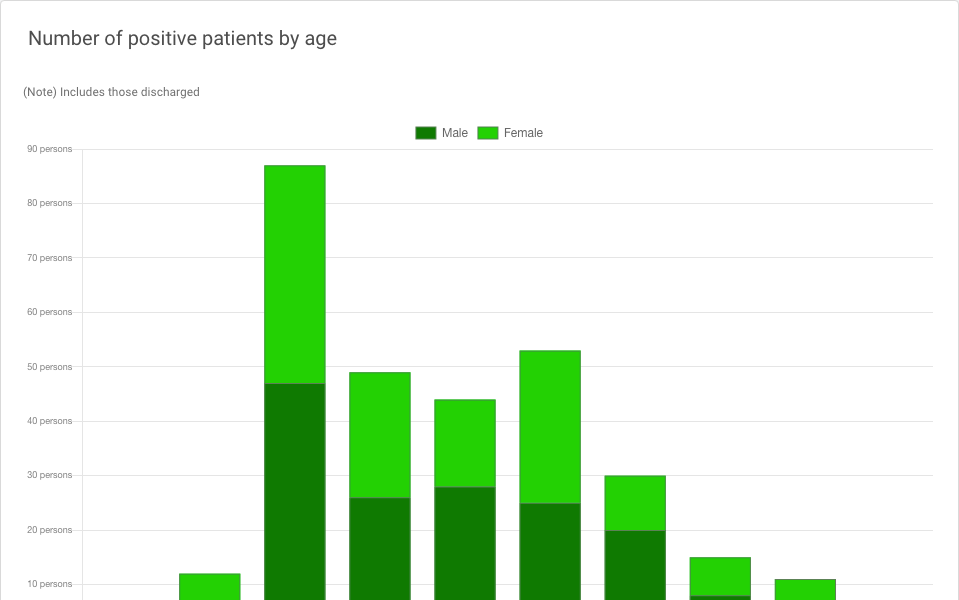 Number of positive patients by age
(Note) Includes those discharged
Male Female
90 persons
80 persons
70 persons
60 persons
50 persons
40 persons
30 persons
20 persons
10 persons